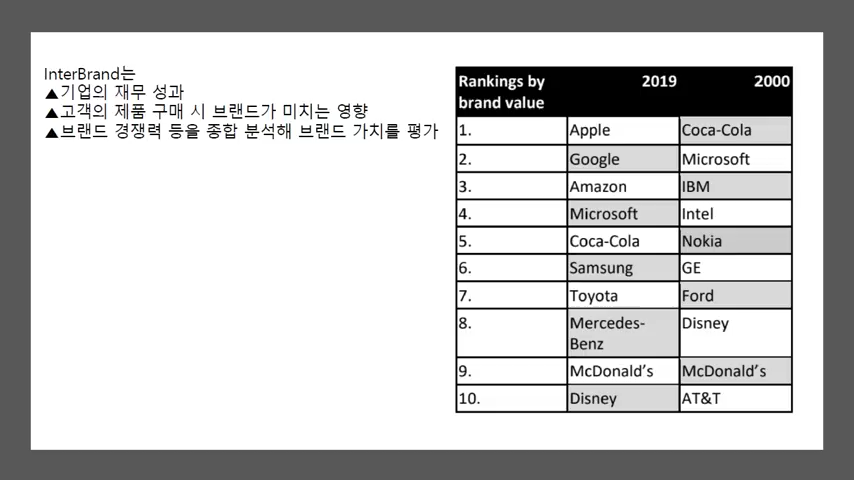 InterBrand는
▲기업의 재무 성과
▲고객의 제품 구매 시 브랜드가 미치는 영향
▲브랜드 경쟁력 등을 종합 분석해 브랜드 가치를 평가
Rankings by brand value 2019 2000
1. Apple Coca-Cola
2. Google Microsoft
3. Amazon IBM
4. Microsoft Intel
5. Coca-Cola Nokia
6. Samsung GE
7. Toyota Ford
8. Mercedes-Benz Disney
9. McDonald's McDonald's
10. Disney AT&T